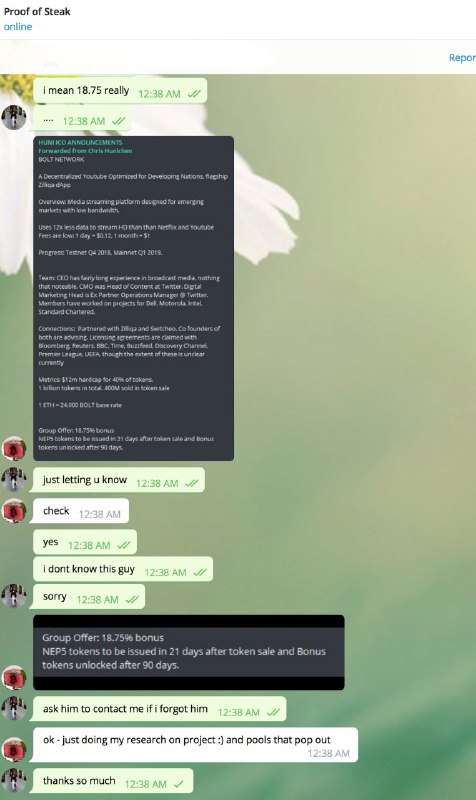 Proof of Steak
online
Repor
i mean 18.75 really 12:38 AM
.... 12:38 AM
HUNIICO ANNOUNCEMENTS
Forwarded from Chris Hunichen
BOLT NETWORK
A Decentralized Youtube Optimized for Developing Nations, flagship
Zilliqa dApp
Overview: Media streaming platform designed for emerging
markets with low bandwidth.
Uses 12x less data to stream HD than than Netflix and Youtube
Fees are low: 1 day = $0.12, 1 month = $1
Progress: Testnet Q4 2018, Mainnet Q1 2019,
Team: CEO has fairly long experience in broadcast media, nothing
that noteable. CMO was Head of Content at Twitter. Digital
Marketing Head is Ex Partner Operations Manager @ Twitter.
Members have worked on projects for Dell, Motorola, Intel,
Standard Chartered.
Connections: Partnered with Zilliqa and Switcheo. Co founders of
both are advising. Licensing agreements are claimed with
Bloomberg, Reuters, BBC, Time, Buzzfeed, Discovery Channel,
Premier League, UEFA, though the extent of these is unclear
currently
Metrics: $12m hardcap for 40% of tokens.
1 billion tokens in total. 400M sold in token sale
1 ETH = 24,000 BOLT base rate
Group Offer: 18.75% bonus
NEP5 tokens to be issued in 21 days after token sale and Bonus
tokens unlocked after 90 days.
just letting u know 12:38 AM
check 12:38 AM
yes 12:38 AM
i dont know this guy 12:38 AM
sorry 12:38 AM
Group Offer: 18.75% bonus
NEP5 tokens to be issued in 21 days after token sale and Bonus
tokens unlocked after 90 days.
ask him to contact me if i forgot him 12:38 AM
ok - just doing my research on project :) and pools that pop out
12:38 AM
thanks so much 12:38 AM